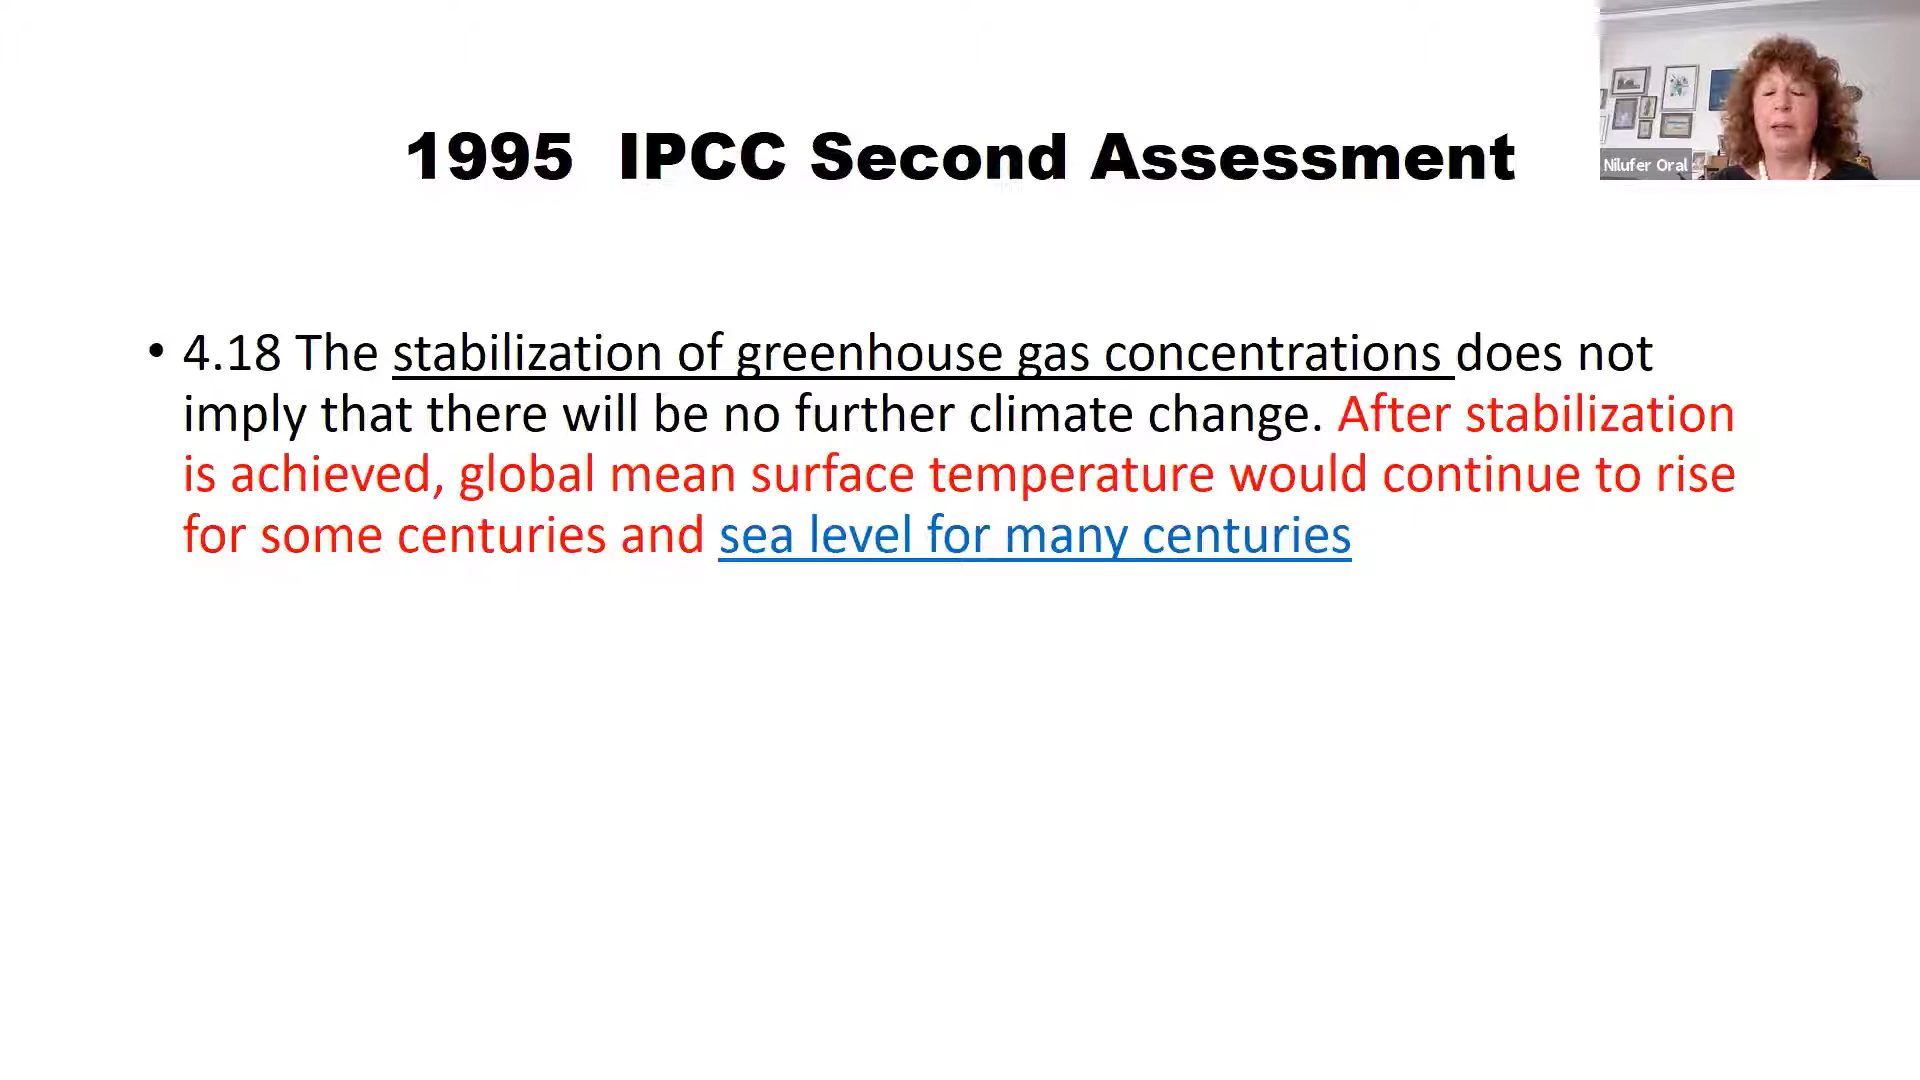 1995 IPCC Second Assessment
Nilufer Oral
• 4.18 The stabilization of greenhouse gas concentrations does not
imply that there will be no further climate change. After stabilization
is achieved, global mean surface temperature would continue to rise
for some centuries and sea level for many centuries